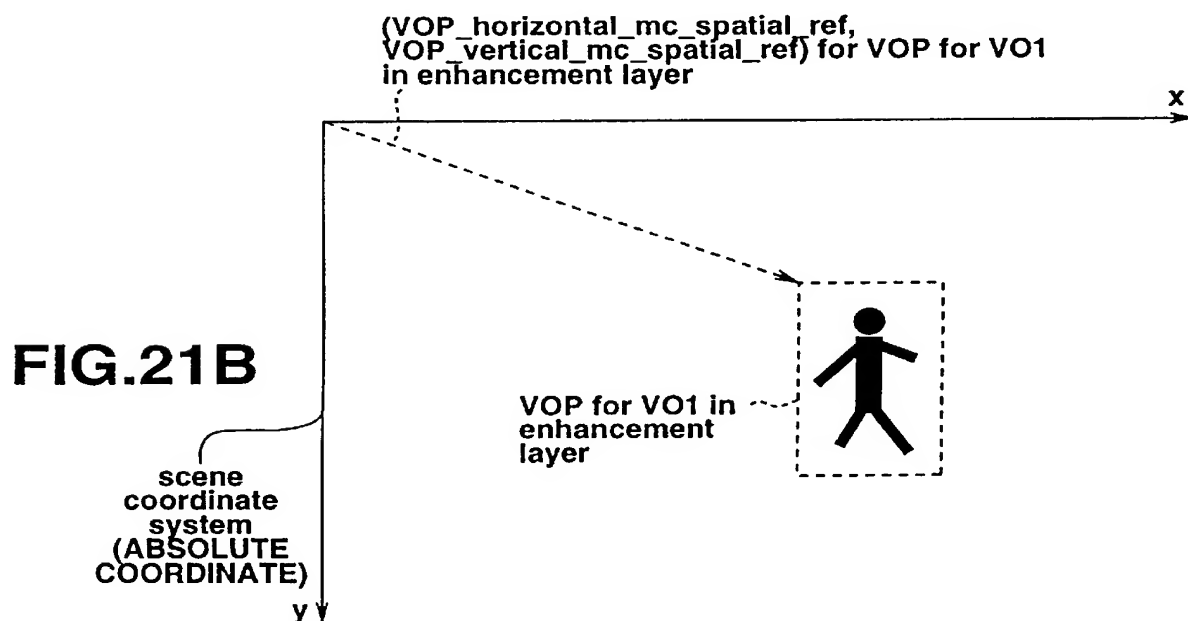 (VOP_horizontal_mc_spatial_ref,
VOP_vertical_mc_spatial_ref) for VOP for VO1
in enhancement layer
x
FIG.21B
VOP for VO1 in
enhancement
layer
scene
coordinate
system
(ABSOLUTE
COORDINATE)
y